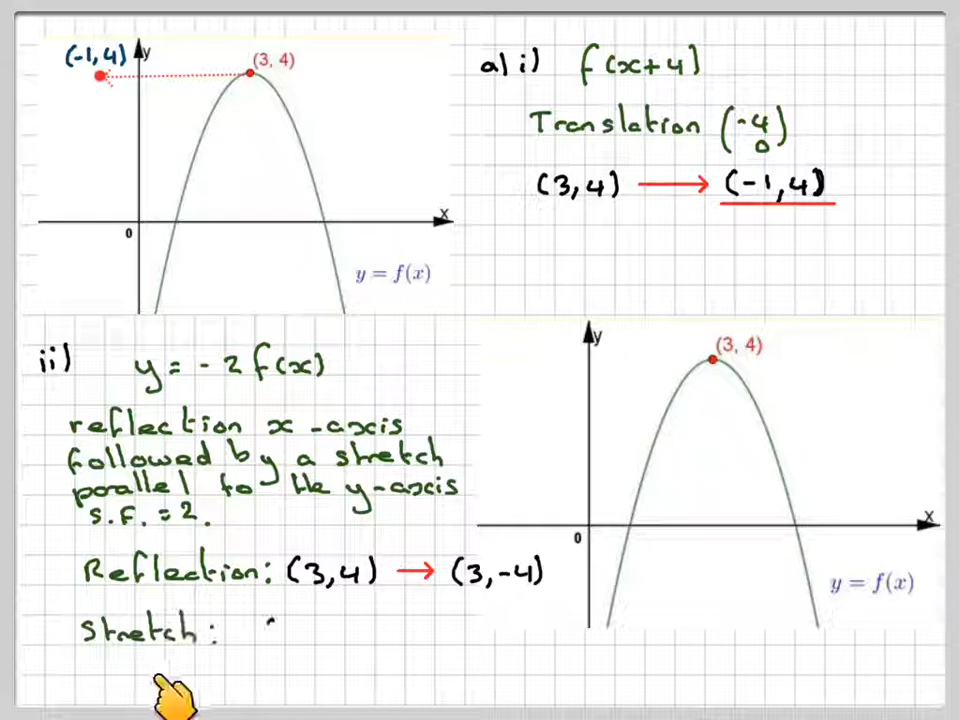 (-1,4)
y
(3, 4)
x
0
y = f(x)
a) i) f(x+4)
Translation (-4 0)
(3,4) → (-1,4)
ii) y = -2f(x)
reflection x-axis
followed by a stretch
parallel to the y-axis
s.f. = 2.
Reflection: (3,4) → (3,-4)
Stretch:
y
(3, 4)
x
0
y = f(x)